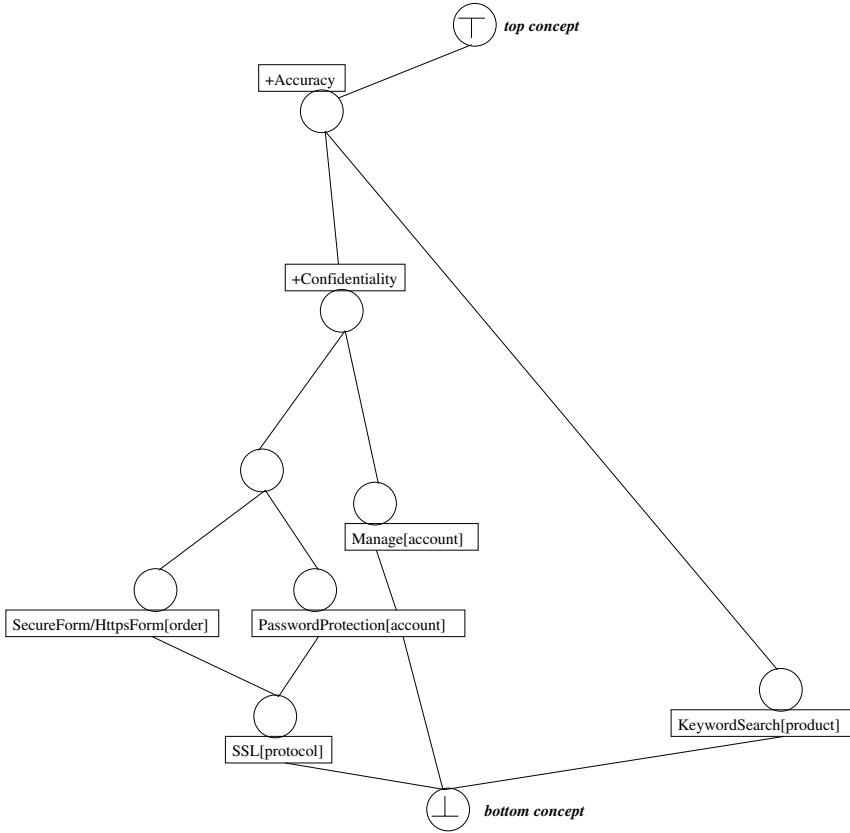 top concept
+Accuracy
+Confidentiality
Manage[account]
SecureForm/HttpsForm[order]
PasswordProtection[account]
KeywordSearch[product]
SSL[protocol]
bottom concept